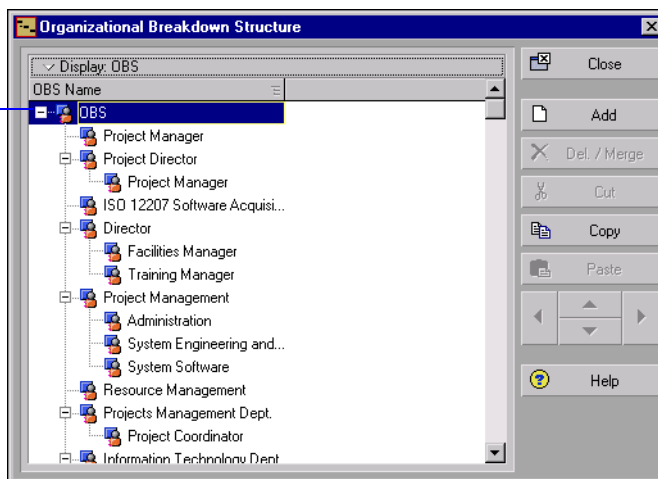 Organizational Breakdown Structure
Display: OBS
OBS Name
OBS
Project Manager
Project Director
Project Manager
ISO 12207 Software Acquisi...
Director
Facilities Manager
Training Manager
Project Management
Administration
System Engineering and...
System Software
Resource Management
Projects Management Dept.
Project Coordinator
Information Technology Dept
Close
Add
Del. / Merge
Cut
Copy
Paste
Help